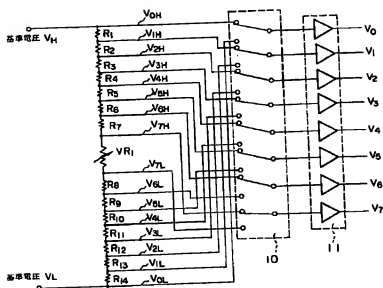 V0H
基準電圧 VH
R1
V1H
R2
V2H
R3
V3H
R4
V4H
R5
V5H
R6
V6H
R7
V7H
VR1
V7L
R8
V6L
R9
V5L
R10
V4L
R11
V3L
R12
V2L
R13
V1L
R14
V0L
基準電圧 VL
V0
V1
V2
V3
V4
V5
V6
V7
10
11